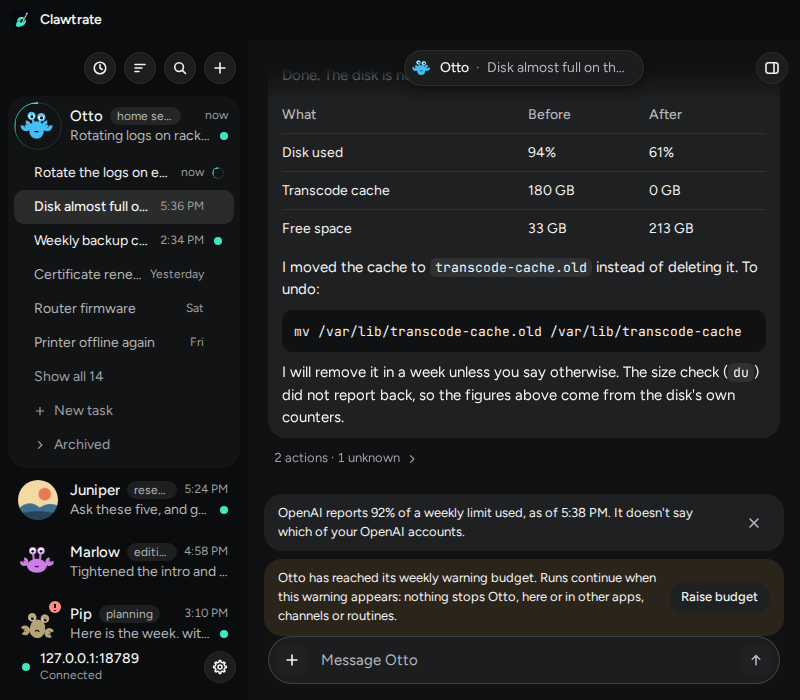 Clawtrate
Otto home se... now
Rotating logs on rack...
Rotate the logs on e... now
Disk almost full o... 5:36 PM
Weekly backup c... 2:34 PM
Certificate rene... Yesterday
Router firmware Sat
Printer offline again Fri
Show all 14
+ New task
> Archived
Juniper rese... 5:24 PM
Ask these five, and g...
Marlow editi... 4:58 PM
Tightened the intro and ...
Pip planning 3:10 PM
Here is the week. wit...
127.0.0.1:18789
Connected
Otto · Disk almost full on th...
Done. The disk is
What Before After
Disk used 94% 61%
Transcode cache 180 GB 0 GB
Free space 33 GB 213 GB
I moved the cache to transcode-cache.old instead of deleting it. To
undo:
mv /var/lib/transcode-cache.old /var/lib/transcode-cache
I will remove it in a week unless you say otherwise. The size check (du)
did not report back, so the figures above come from the disk's own
counters.
2 actions · 1 unknown >
OpenAI reports 92% of a weekly limit used, as of 5:38 PM. It doesn't say
which of your OpenAI accounts.
Otto has reached its weekly warning budget. Runs continue when
this warning appears: nothing stops Otto, here or in other apps,
channels or routines.
Raise budget
Message Otto